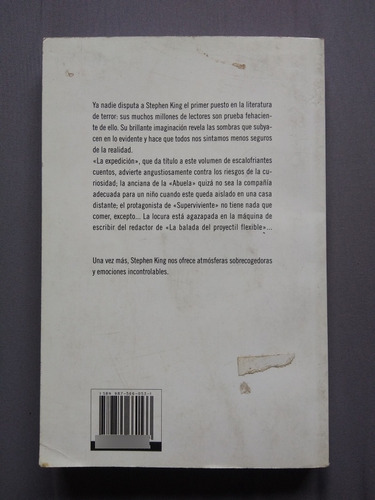 Ya nadie disputa a Stephen King el primer puesto en la literatura
de terror: sus muchos millones de lectores son prueba fehacien-
te de ello. Su brillante imaginación revela las sombras que subya-
cen en lo evidente y hace que todos nos sintamos menos seguros
de la realidad.
«La expedición», que da título a este volumen de escalofriantes
cuentos, advierte angustiosamente contra los riesgos de la cu-
riosidad; la anciana de la «Abuela» quizá no sea la compañía
adecuada para un niño cuando este queda aislado en una casa
distante; el protagonista de «Superviviente» no tiene nada que
comer, excepto... La locura está agazapada en la máquina de
escribir del redactor de «La balada del proyectil flexible»...
Una vez más, Stephen King nos ofrece atmósferas sobrecogedoras
y emociones incontrolables.